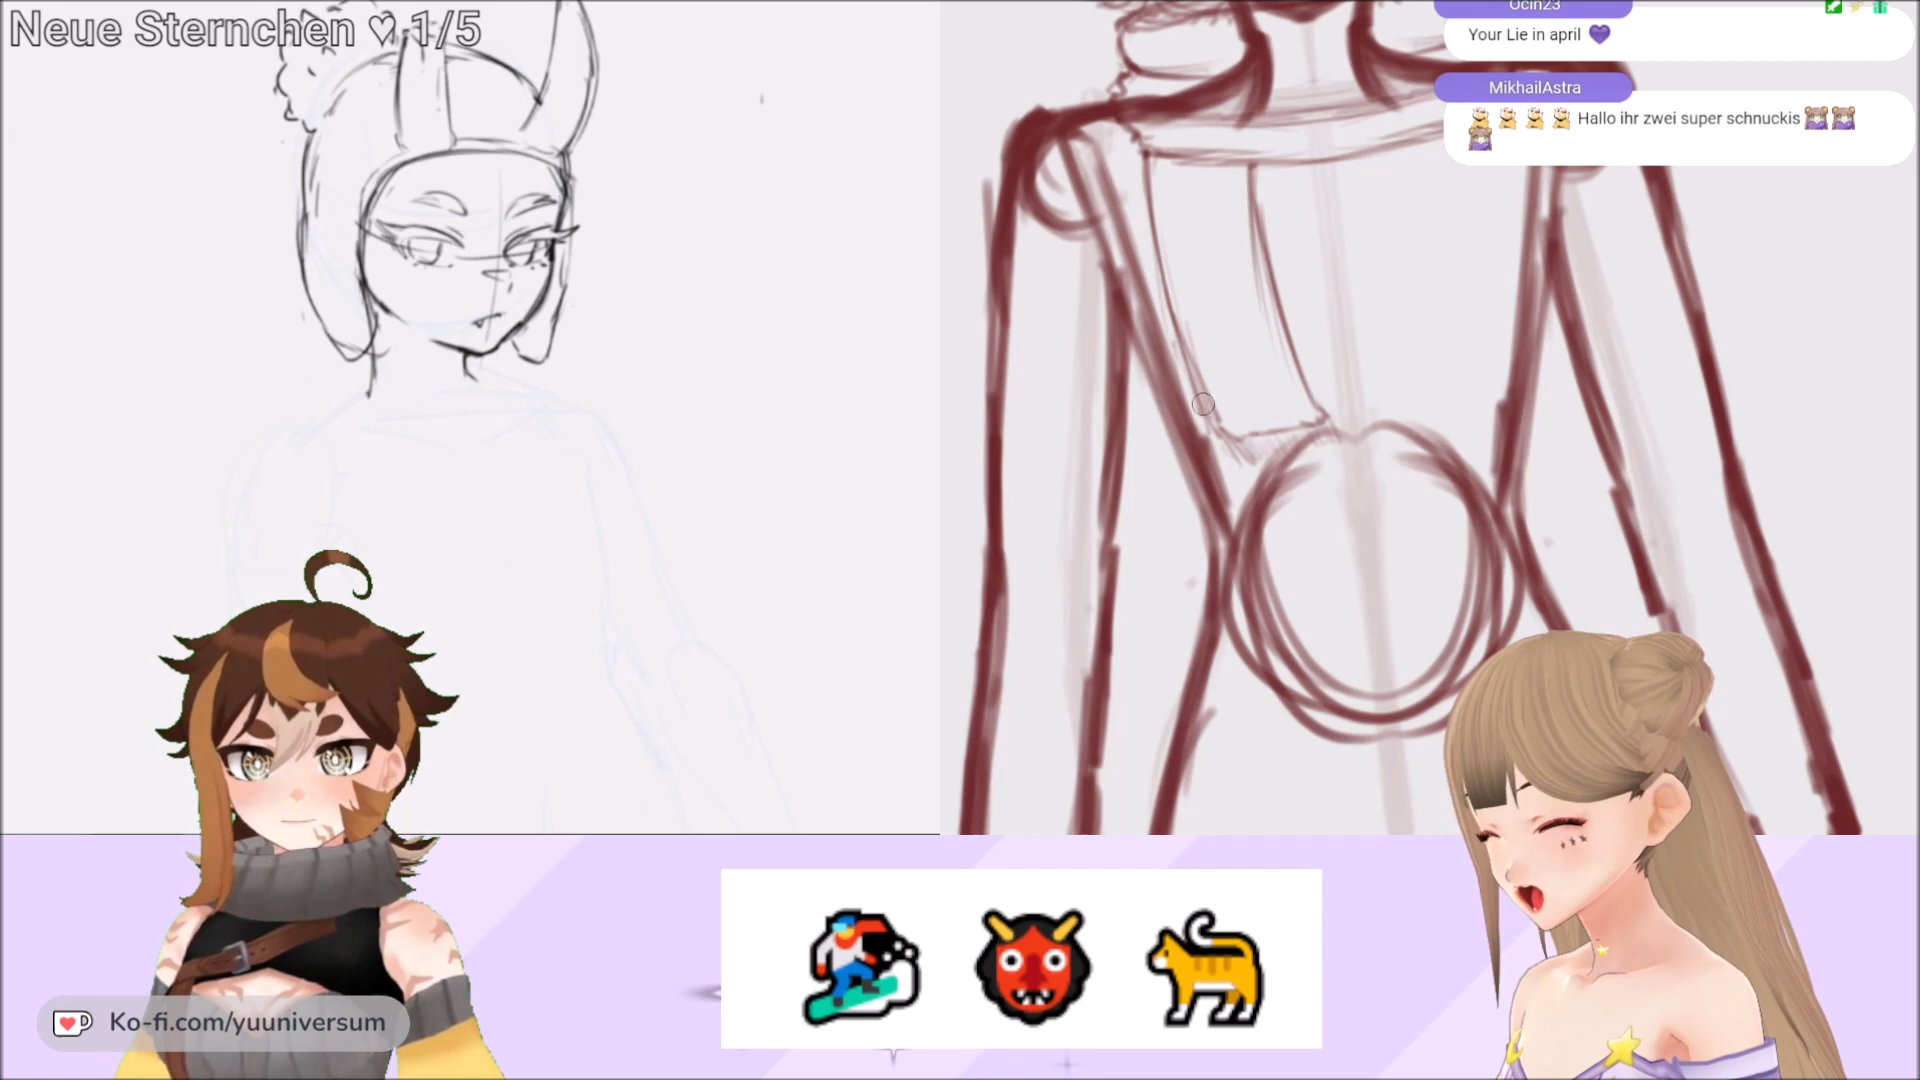 Neue Sternchen ♡ 1/5
Ocin23
Your Lie in april 💜
MikhailAstra
Hallo ihr zwei super schnuckis
Ko-fi.com/yuuniversum